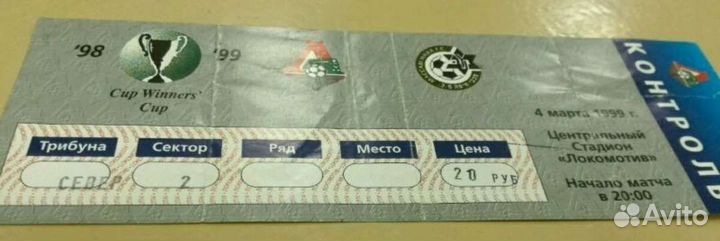 '98 '99
Cup Winners'
Cup
4 марта 1999 г.
Центральный
Стадион
«Локомотив»
Начало матча
в 20:00
КОНТРОЛЬ
Трибуна Сектор Ряд Место Цена
СЕВЕР 2 20 РУБ
Avito